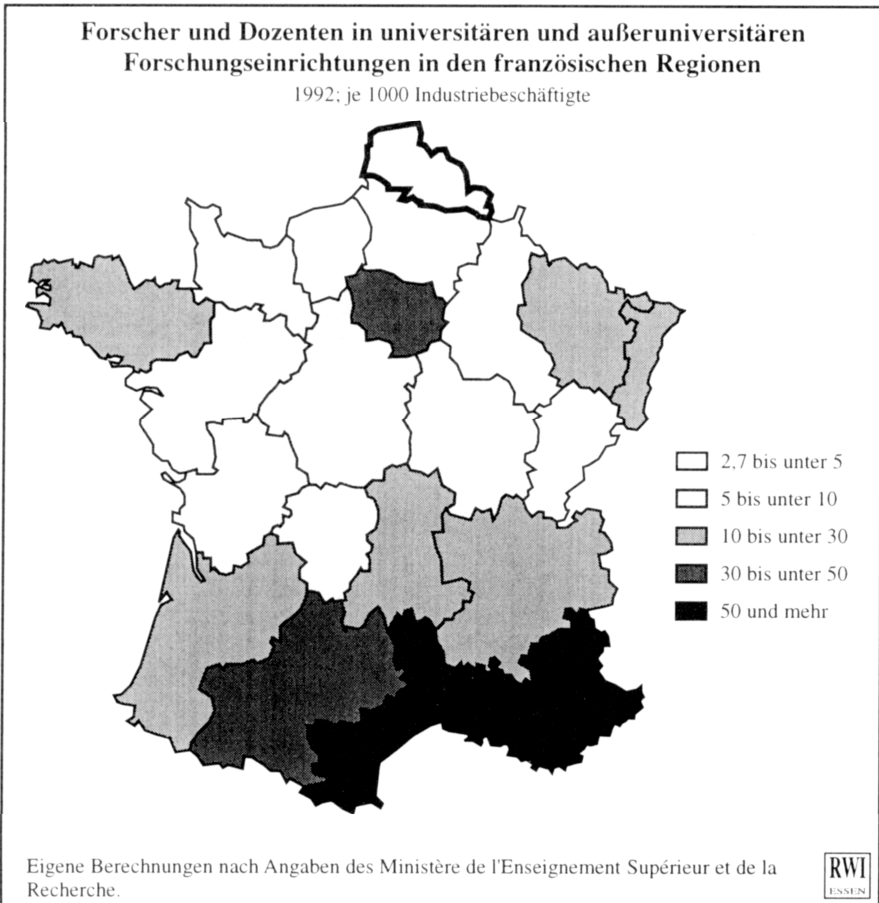 Forscher und Dozenten in universitären und außeruniversitären
Forschungseinrichtungen in den französischen Regionen
1992; je 1000 Industriebeschäftigte
2,7 bis unter 5
5 bis unter 10
10 bis unter 30
30 bis unter 50
50 und mehr
Eigene Berechnungen nach Angaben des Ministère de l'Enseignement Supérieur et de la
Recherche.
RWI
ESSEN